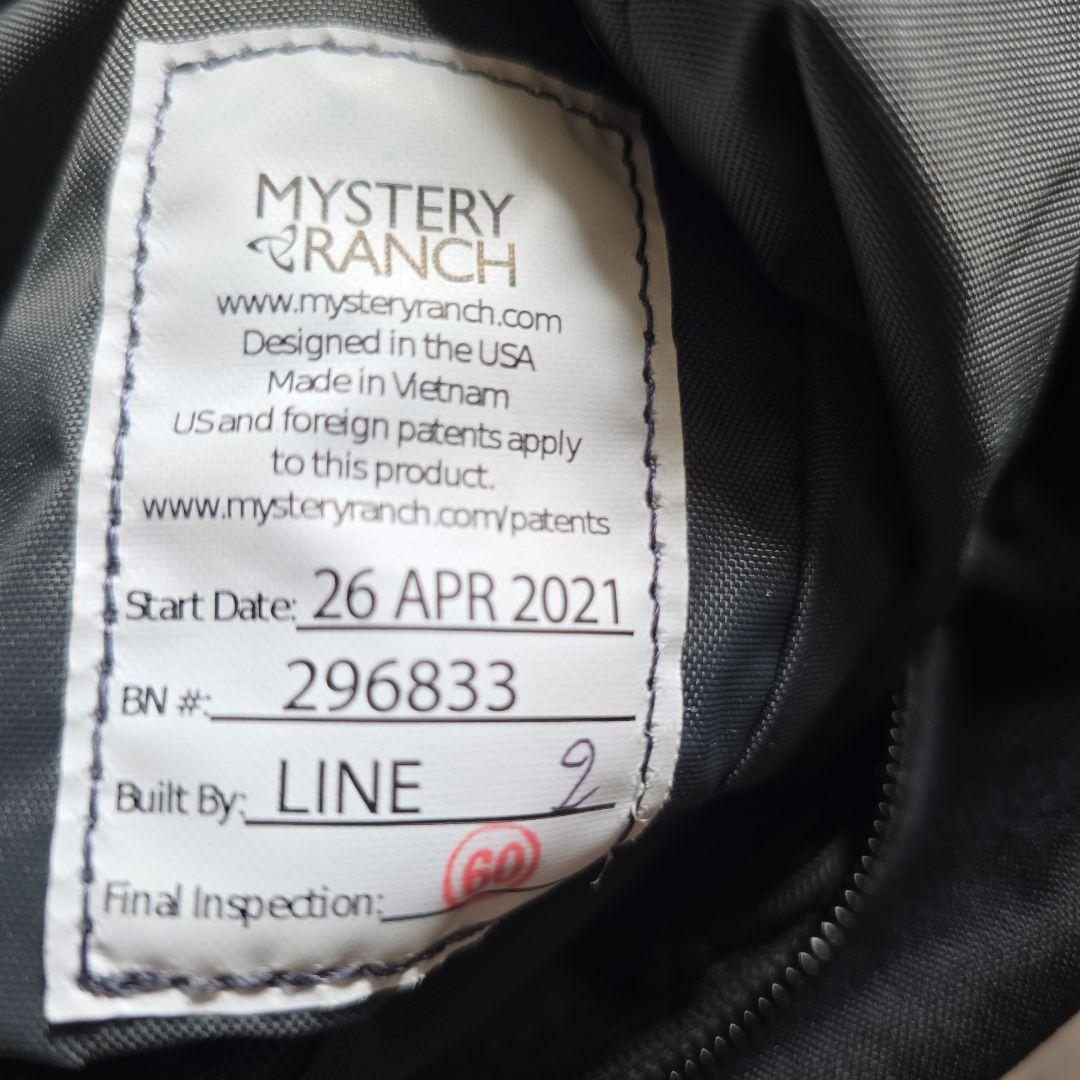 MYSTERY
RANCH
www.mysteryranch.com
Designed in the USA
Made in Vietnam
US and foreign patents apply
to this product.
www.mysteryranch.com/patents
Start Date: 26 APR 2021
BN #: 296833
Built By: LINE 2
Final Inspection: 60